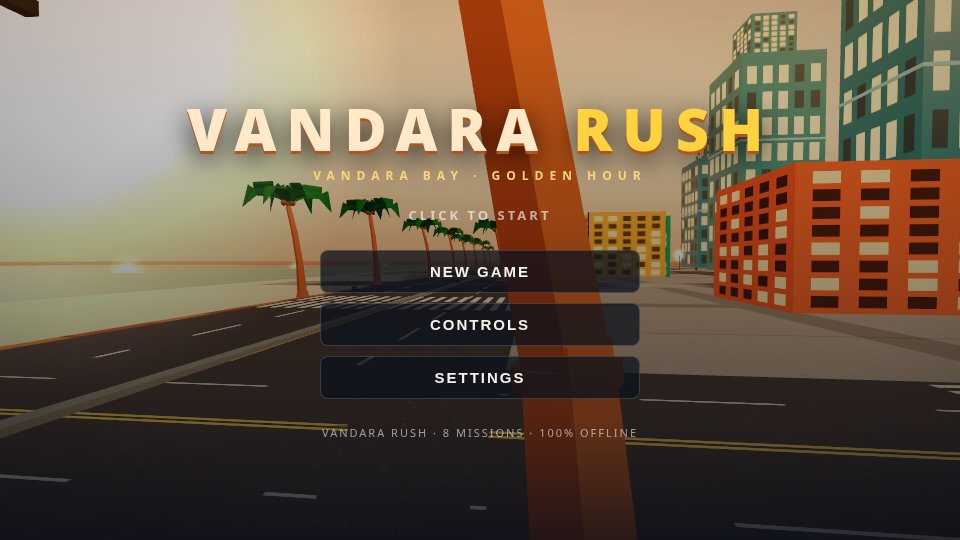 VANDARA RUSH
VANDARA BAY · GOLDEN HOUR
CLICK TO START
NEW GAME
CONTROLS
SETTINGS
VANDARA RUSH · 8 MISSIONS · 100% OFFLINE